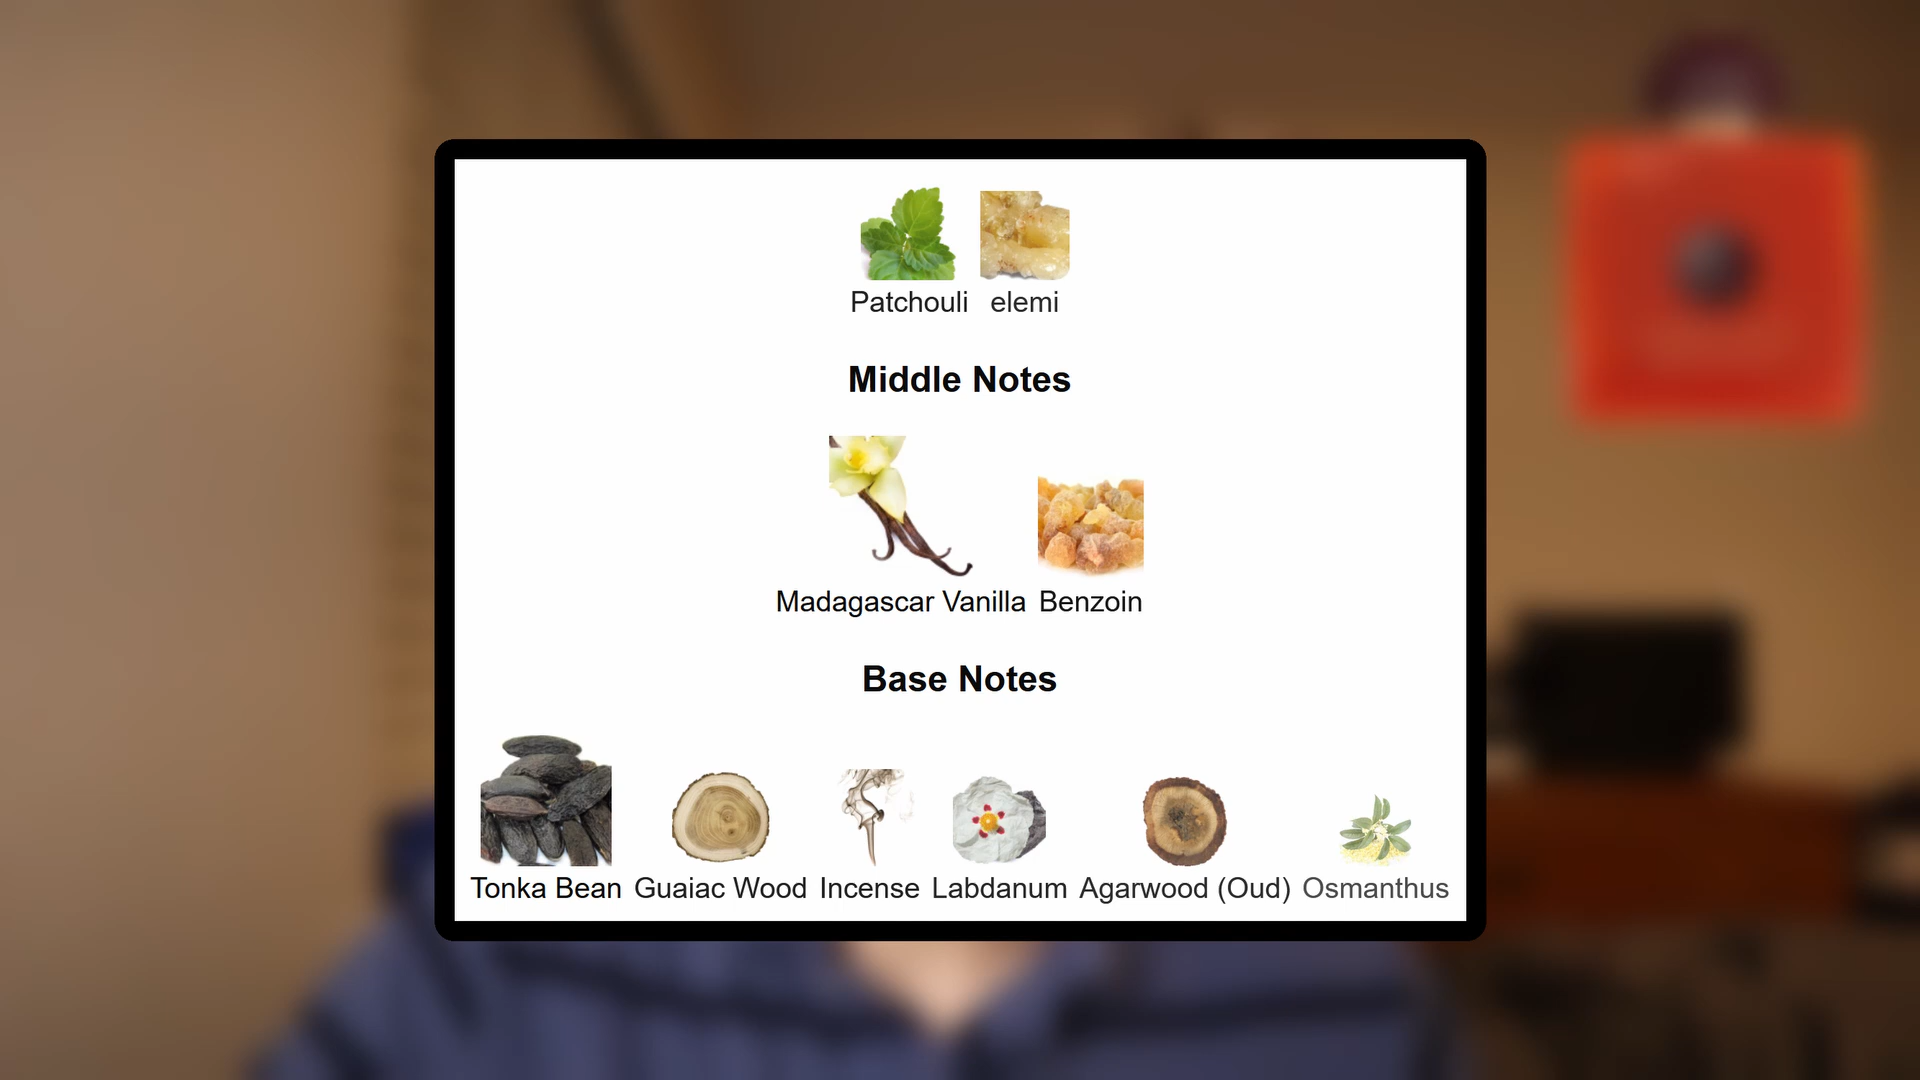 Patchouli elemi
Middle Notes
Madagascar Vanilla Benzoin
Base Notes
Tonka Bean Guaiac Wood Incense Labdanum Agarwood (Oud) Osmanthus